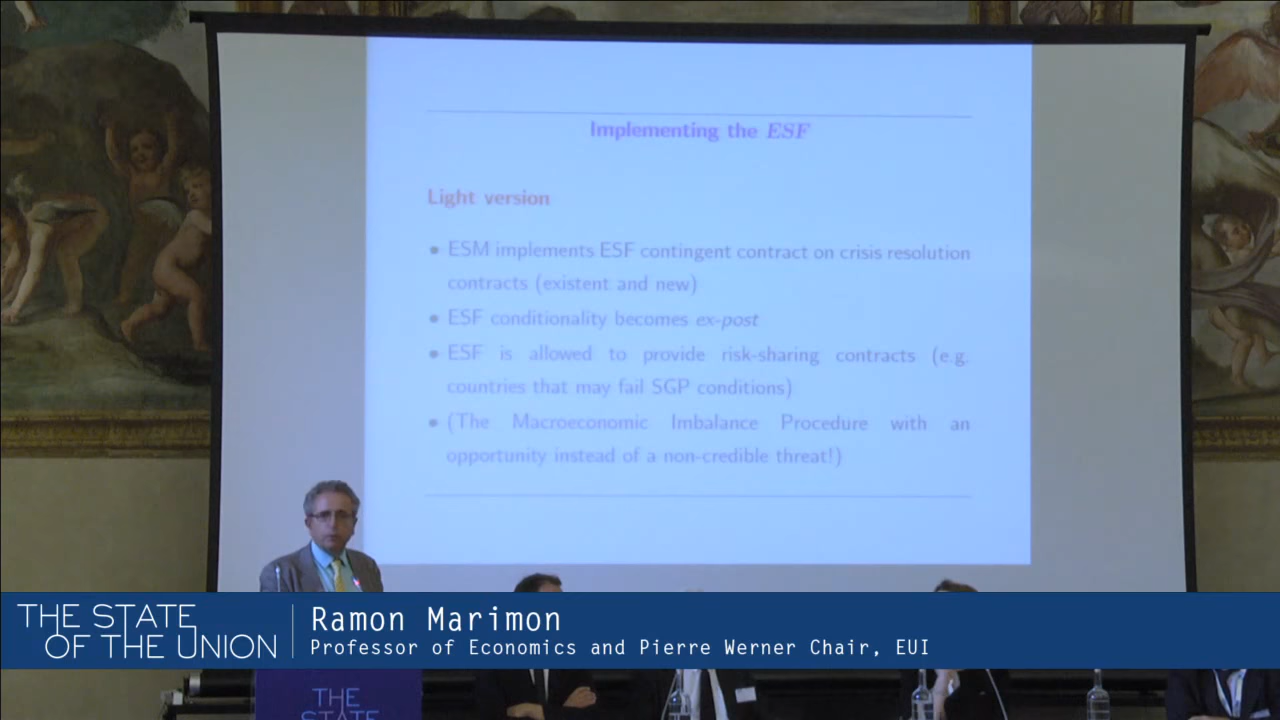 Implementing the ESF
Light version
• ESM implements ESF contingent contract on crisis resolution
contracts (existent and new)
• ESF conditionality becomes ex-post
• ESF is allowed to provide risk-sharing contracts (e.g.
countries that may fail SGP conditions)
• (The Macroeconomic Imbalance Procedure with an
opportunity instead of a non-credible threat!)
THE STATE
OF THE UNION
Ramon Marimon
Professor of Economics and Pierre Werner Chair, EUI
THE
STATE